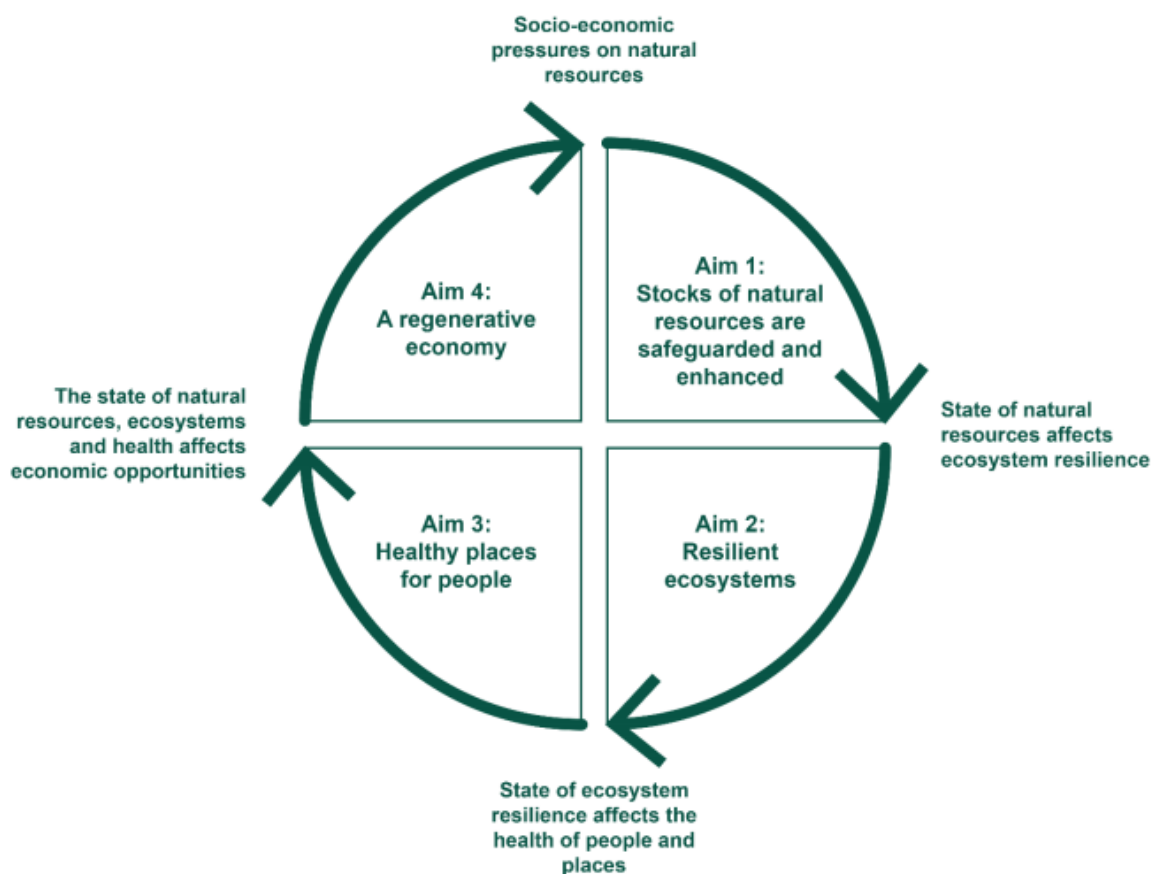 Socio-economic
pressures on natural
resources
Aim 4:
A regenerative
economy
Aim 1:
Stocks of natural
resources are
safeguarded and
enhanced
The state of natural
resources, ecosystems
and health affects
economic opportunities
State of natural
resources affects
ecosystem resilience
Aim 3:
Healthy places
for people
Aim 2:
Resilient
ecosystems
State of ecosystem
resilience affects the
health of people and
places